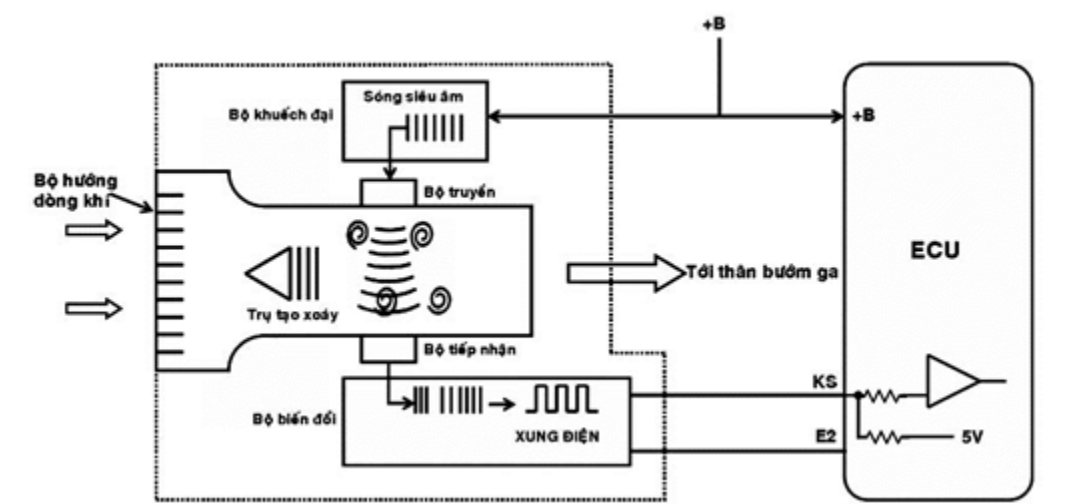 +B
Sóng siêu âm
Bộ khuếch đại
+B
Bộ hướng
dòng khí
Bộ truyền
ECU
Tới thân bướm ga
Trụ tạo xoáy
Bộ tiếp nhận
KS
Bộ biến đổi
XUNG ĐIỆN
E2
5V